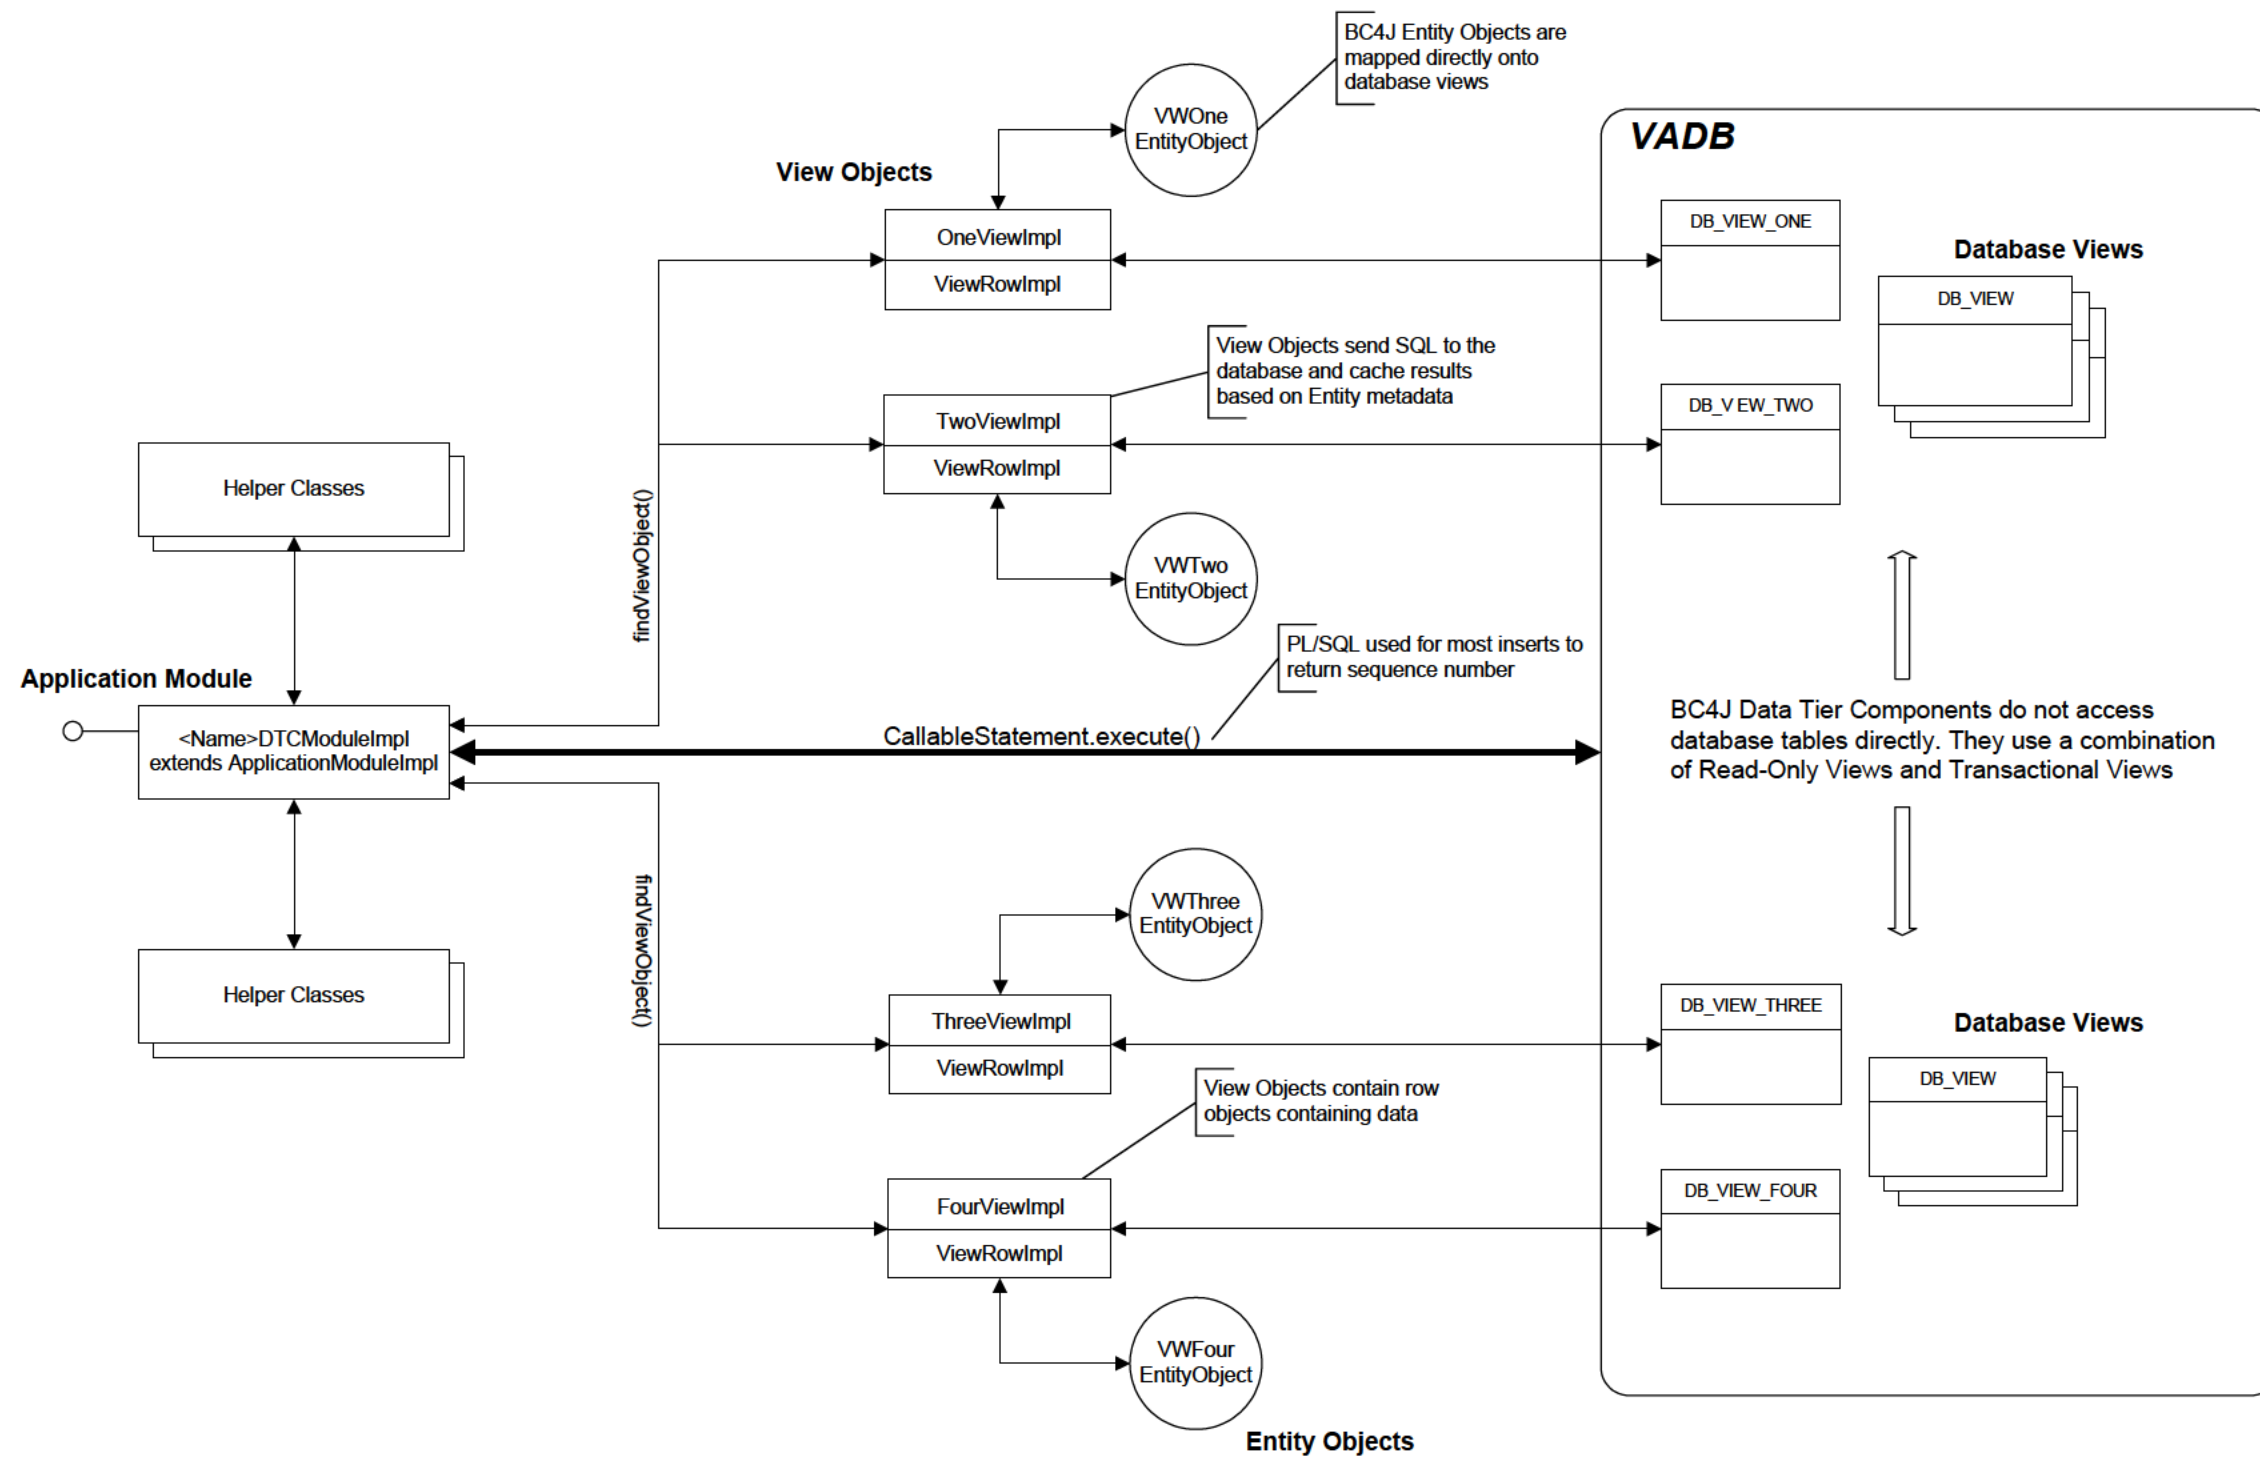 BC4J Entity Objects are
mapped directly onto
database views
VWOne
EntityObject
VADB
View Objects
OneViewImpl
ViewRowImpl
DB_VIEW_ONE
Database Views
DB_VIEW
View Objects send SQL to the
database and cache results
based on Entity metadata
TwoViewImpl
ViewRowImpl
DB_V EW_TWO
Helper Classes
findViewObject()
VWTwo
EntityObject
PL/SQL used for most inserts to
return sequence number
Application Module
<Name>DTCModuleImpl
extends ApplicationModuleImpl
CallableStatement.execute()
BC4J Data Tier Components do not access
database tables directly. They use a combination
of Read-Only Views and Transactional Views
findViewObject()
VWThree
EntityObject
Helper Classes
ThreeViewImpl
ViewRowImpl
DB_VIEW_THREE
Database Views
DB_VIEW
View Objects contain row
objects containing data
FourViewImpl
ViewRowImpl
DB_VIEW_FOUR
VWFour
EntityObject
Entity Objects